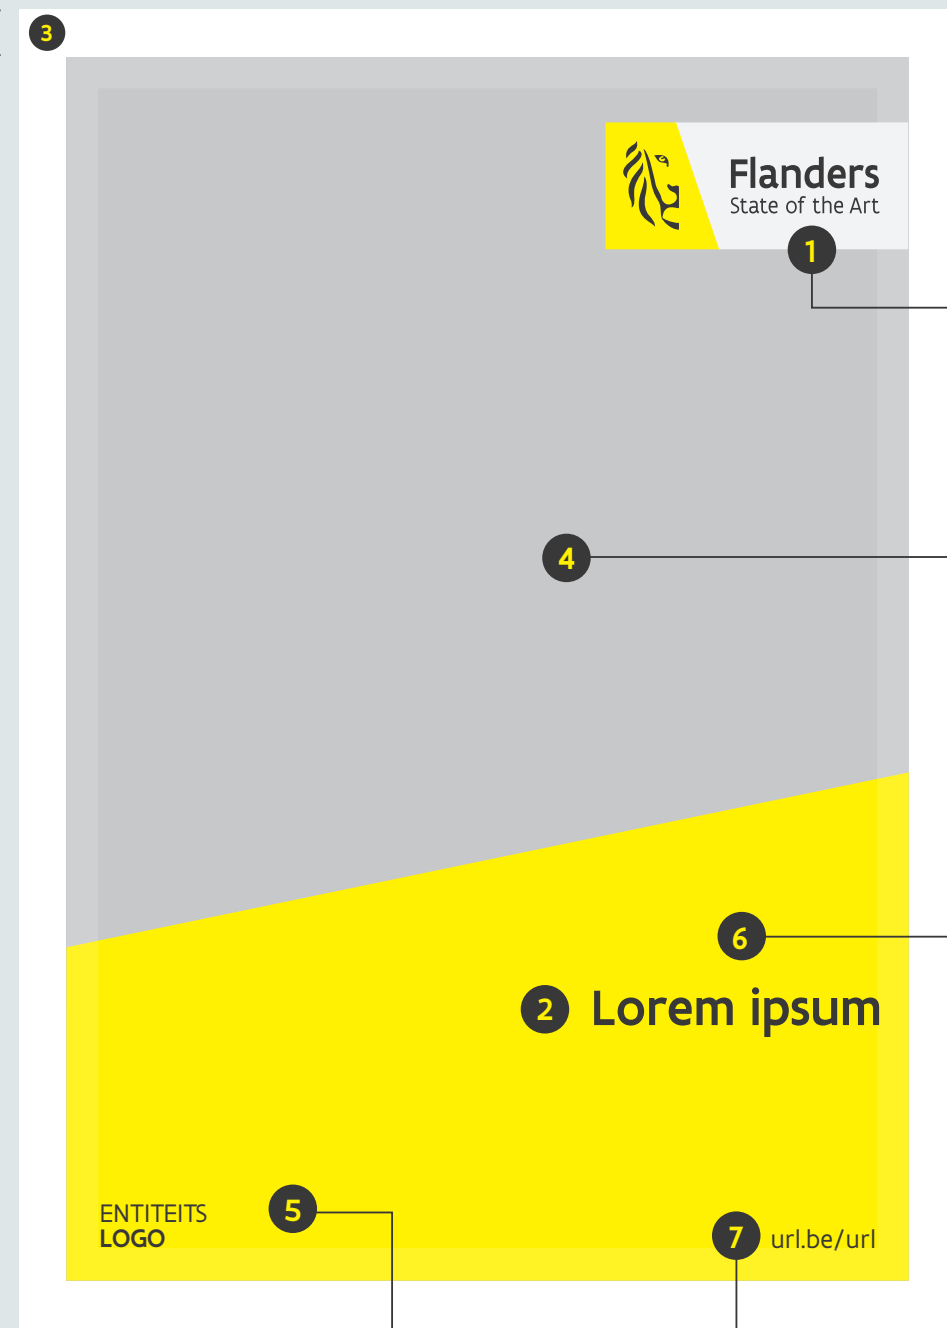 3
Flanders
State of the Art
1
4
6
2 Lorem ipsum
ENTITEITS
LOGO
5
7 url.be/url